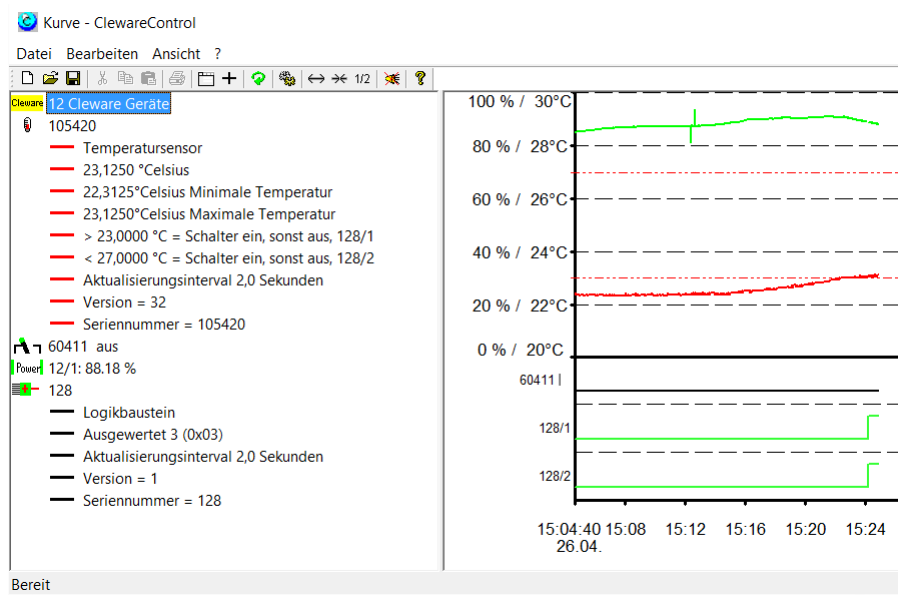 Kurve - ClewareControl
Datei Bearbeiten Ansicht ?
1/2
Cleware 12 Cleware Geräte
105420
Temperatursensor
23,1250 °Celsius
22,3125°Celsius Minimale Temperatur
23,1250°Celsius Maximale Temperatur
> 23,0000 °C = Schalter ein, sonst aus, 128/1
< 27,0000 °C = Schalter ein, sonst aus, 128/2
Aktualisierungsinterval 2,0 Sekunden
Version = 32
Seriennummer = 105420
60411 aus
Power 12/1: 88.18 %
128
Logikbaustein
Ausgewertet 3 (0x03)
Aktualisierungsinterval 2,0 Sekunden
Version = 1
Seriennummer = 128
100 % / 30°C
80 % / 28°C
60 % / 26°C
40 % / 24°C
20 % / 22°C
0 % / 20°C
60411 |
128/1
128/2
15:04:40 15:08 15:12 15:16 15:20 15:24
26.04.
Bereit